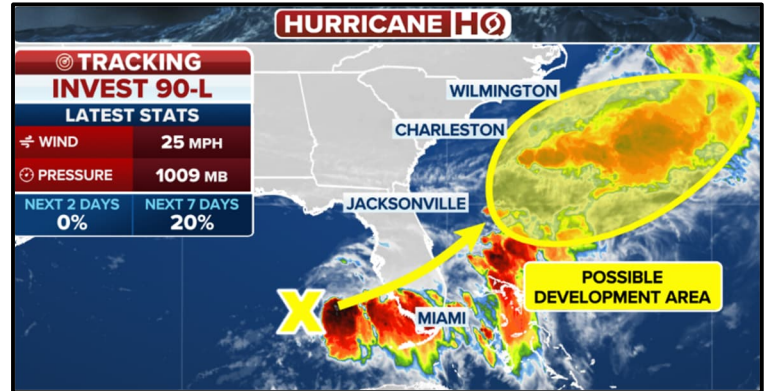 HURRICANE HQ
TRACKING
INVEST 90-L
LATEST STATS
WIND 25 MPH
PRESSURE 1009 MB
NEXT 2 DAYS NEXT 7 DAYS
0% 20%
WILMINGTON
CHARLESTON
JACKSONVILLE
POSSIBLE
DEVELOPMENT AREA
X
MIAMI